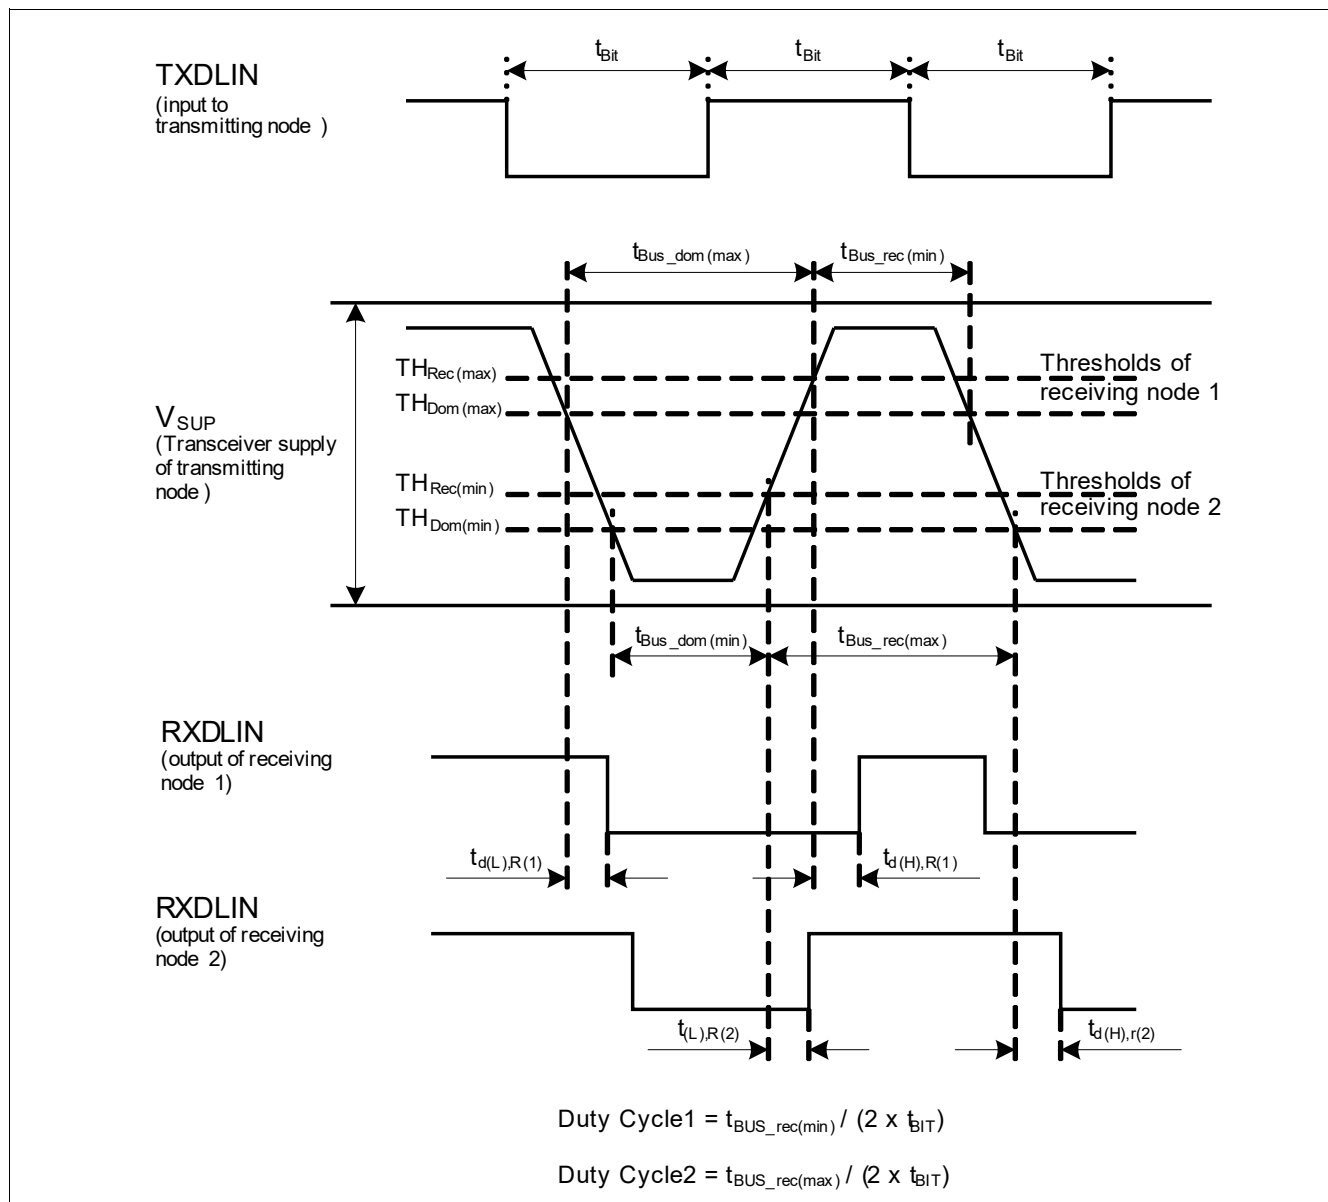 TXDLIN
(input to
transmitting node )
tBit
tBit
tBit
tBus_dom(max)
tBus_rec(min)
THRec(max)
THDom(max)
Thresholds of
receiving node 1
VSUP
(Transceiver supply
of transmitting
node )
THRec(min)
THDom(min)
Thresholds of
receiving node 2
tBus_dom(min)
tBus_rec(max)
RXDLIN
(output of receiving
node 1)
td(L),R(1)
td(H),R(1)
RXDLIN
(output of receiving
node 2)
t(L),R(2)
td(H),r(2)
Duty Cycle1 = tBUS_rec(min) / (2 x tBIT)
Duty Cycle2 = tBUS_rec(max) / (2 x tBIT)